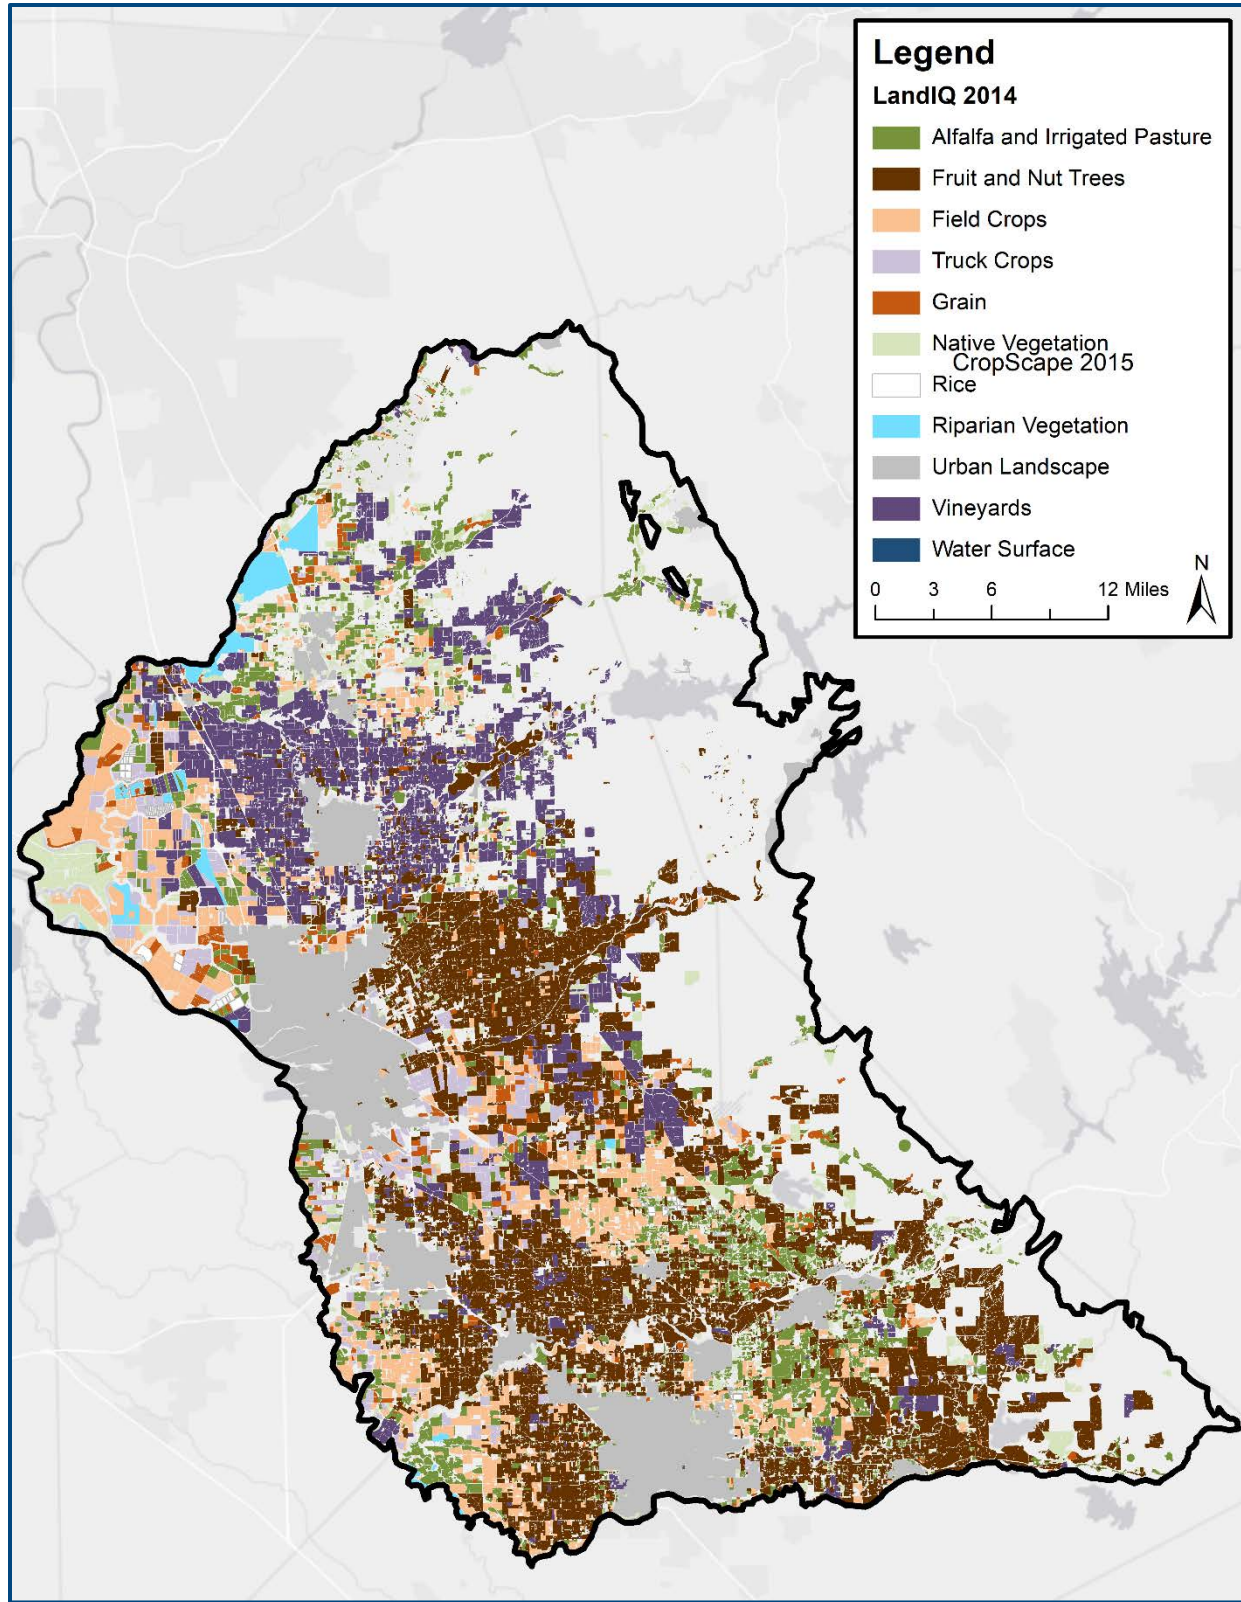 Legend
LandIQ 2014
Alfalfa and Irrigated Pasture
Fruit and Nut Trees
Field Crops
Truck Crops
Grain
Native Vegetation
CropScape 2015
Rice
Riparian Vegetation
Urban Landscape
Vineyards
Water Surface
N
0 3 6 12 Miles